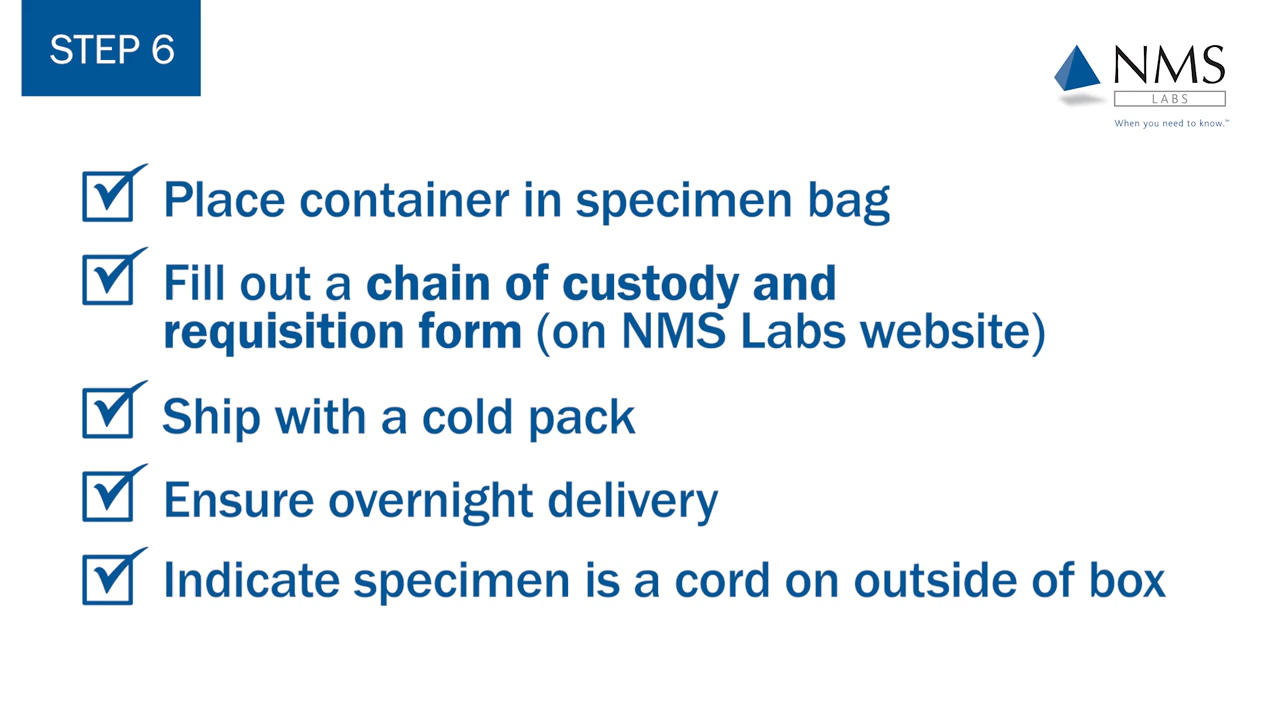 STEP 6
NMS
LABS
When you need to know.™
Place container in specimen bag
Fill out a chain of custody and
requisition form (on NMS Labs website)
Ship with a cold pack
Ensure overnight delivery
Indicate specimen is a cord on outside of box